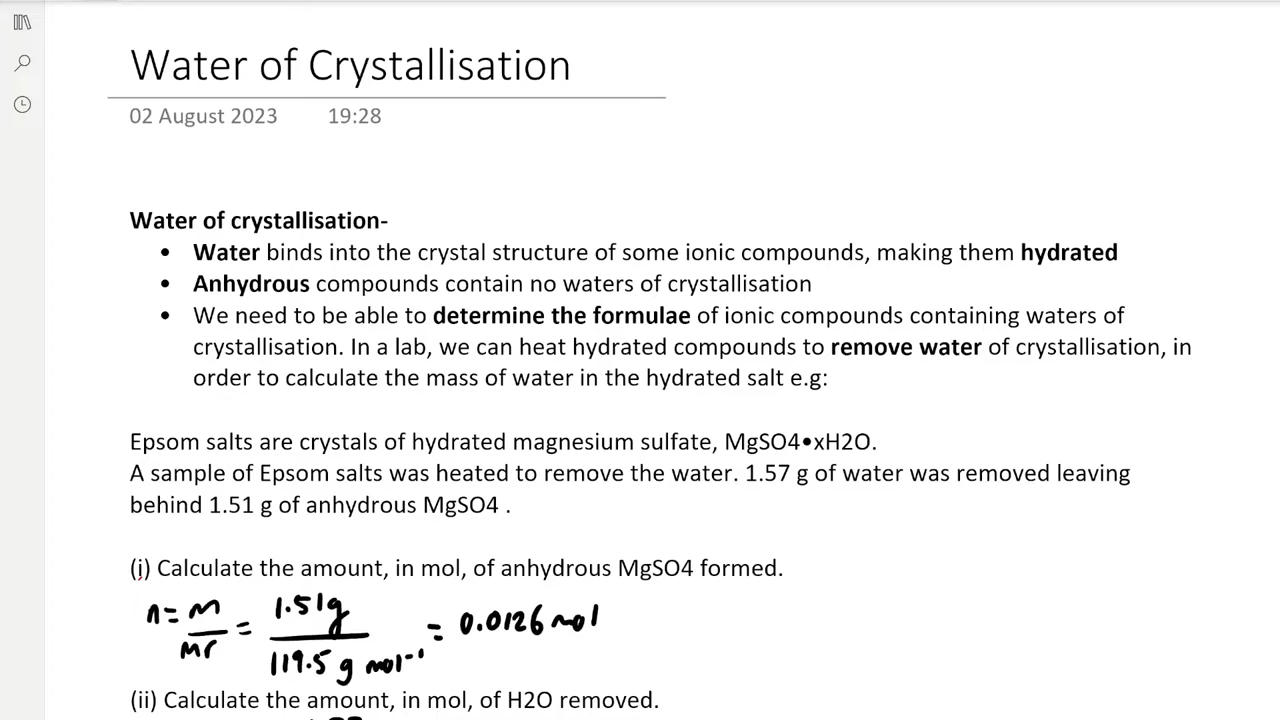 Water of Crystallisation
02 August 2023 19:28
Water of crystallisation-
• Water binds into the crystal structure of some ionic compounds, making them hydrated
• Anhydrous compounds contain no waters of crystallisation
• We need to be able to determine the formulae of ionic compounds containing waters of
crystallisation. In a lab, we can heat hydrated compounds to remove water of crystallisation, in
order to calculate the mass of water in the hydrated salt e.g:
Epsom salts are crystals of hydrated magnesium sulfate, MgSO4•xH2O.
A sample of Epsom salts was heated to remove the water. 1.57 g of water was removed leaving
behind 1.51 g of anhydrous MgSO4 .
(i) Calculate the amount, in mol, of anhydrous MgSO4 formed.
n = m/Mr = 1.51g/119.5 g mol⁻¹ = 0.0126 mol
(ii) Calculate the amount, in mol, of H2O removed.